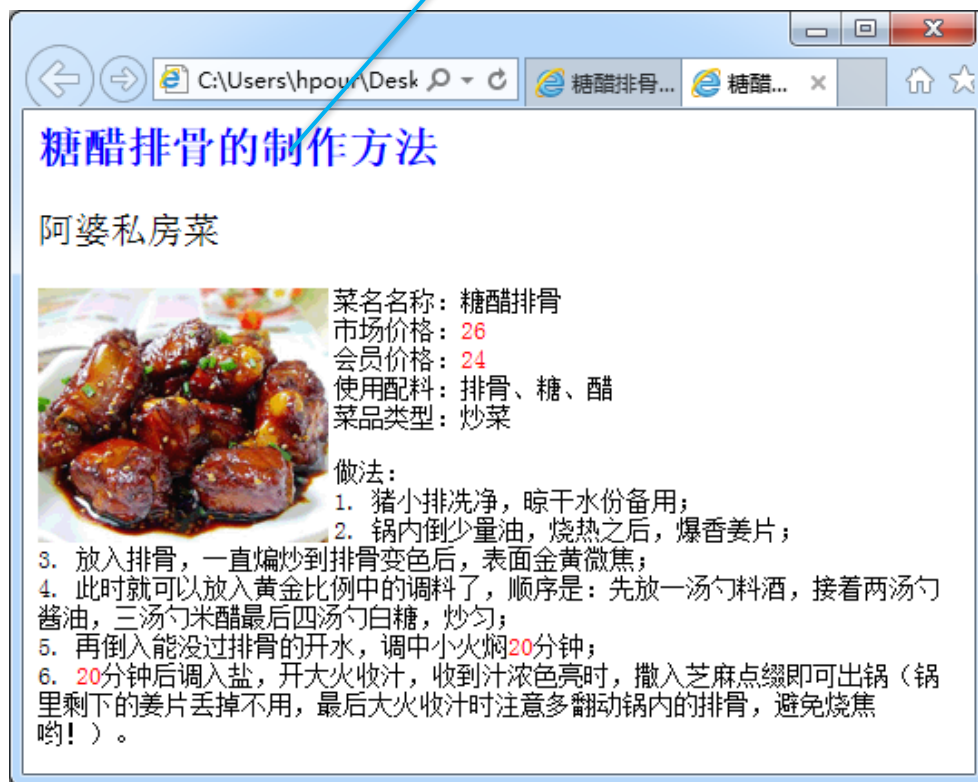 C:\Users\hpour\Desk
糖醋排骨...
糖醋...
糖醋排骨的制作方法
阿婆私房菜
菜名名称：糖醋排骨
市场价格：26
会员价格：24
使用配料：排骨、糖、醋
菜品类型：炒菜
做法：
1. 猪小排洗净，晾干水份备用；
2. 锅内倒少量油，烧热之后，爆香姜片；
3. 放入排骨，一直煸炒到排骨变色后，表面金黄微焦；
4. 此时就可以放入黄金比例中的调料了，顺序是：先放一汤勺料酒，接着两汤勺
酱油，三汤勺米醋最后四汤勺白糖，炒匀；
5. 再倒入能没过排骨的开水，调中小火焖20分钟；
6. 20分钟后调入盐，开大火收汁，收到汁浓色亮时，撒入芝麻点缀即可出锅（锅
里剩下的姜片丢掉不用，最后大火收汁时注意多翻动锅内的排骨，避免烧焦
哟！）。